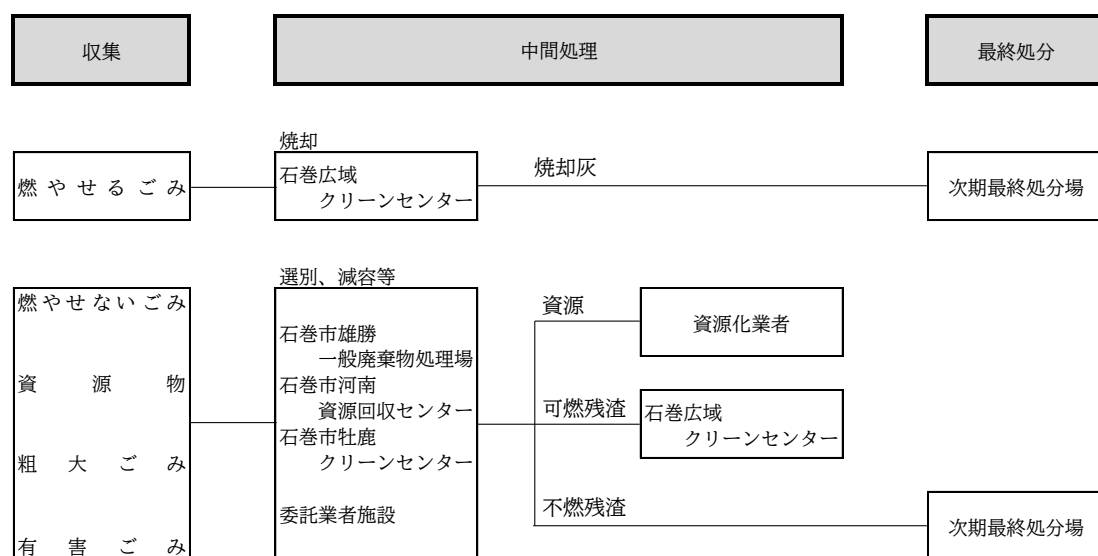 収集
中間処理
最終処分
焼却
燃やせるごみ
石巻広域
クリーンセンター
焼却灰
次期最終処分場
選別、減容等
燃やせないごみ
資源物
粗大ごみ
有害ごみ
石巻市雄勝
一般廃棄物処理場
石巻市河南
資源回収センター
石巻市牡鹿
クリーンセンター
委託業者施設
資源
資源化業者
可燃残渣
石巻広域
クリーンセンター
不燃残渣
次期最終処分場